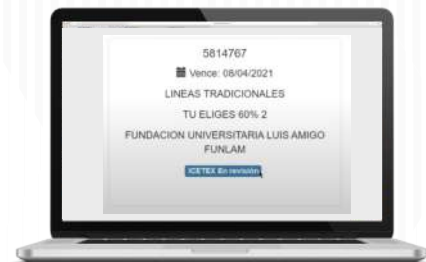 5814767
Vence: 08/04/2021
LINEAS TRADICIONALES
TU ELIGES 60% 2
FUNDACION UNIVERSITARIA LUIS AMIGO
FUNLAM
ICETEX En revisión